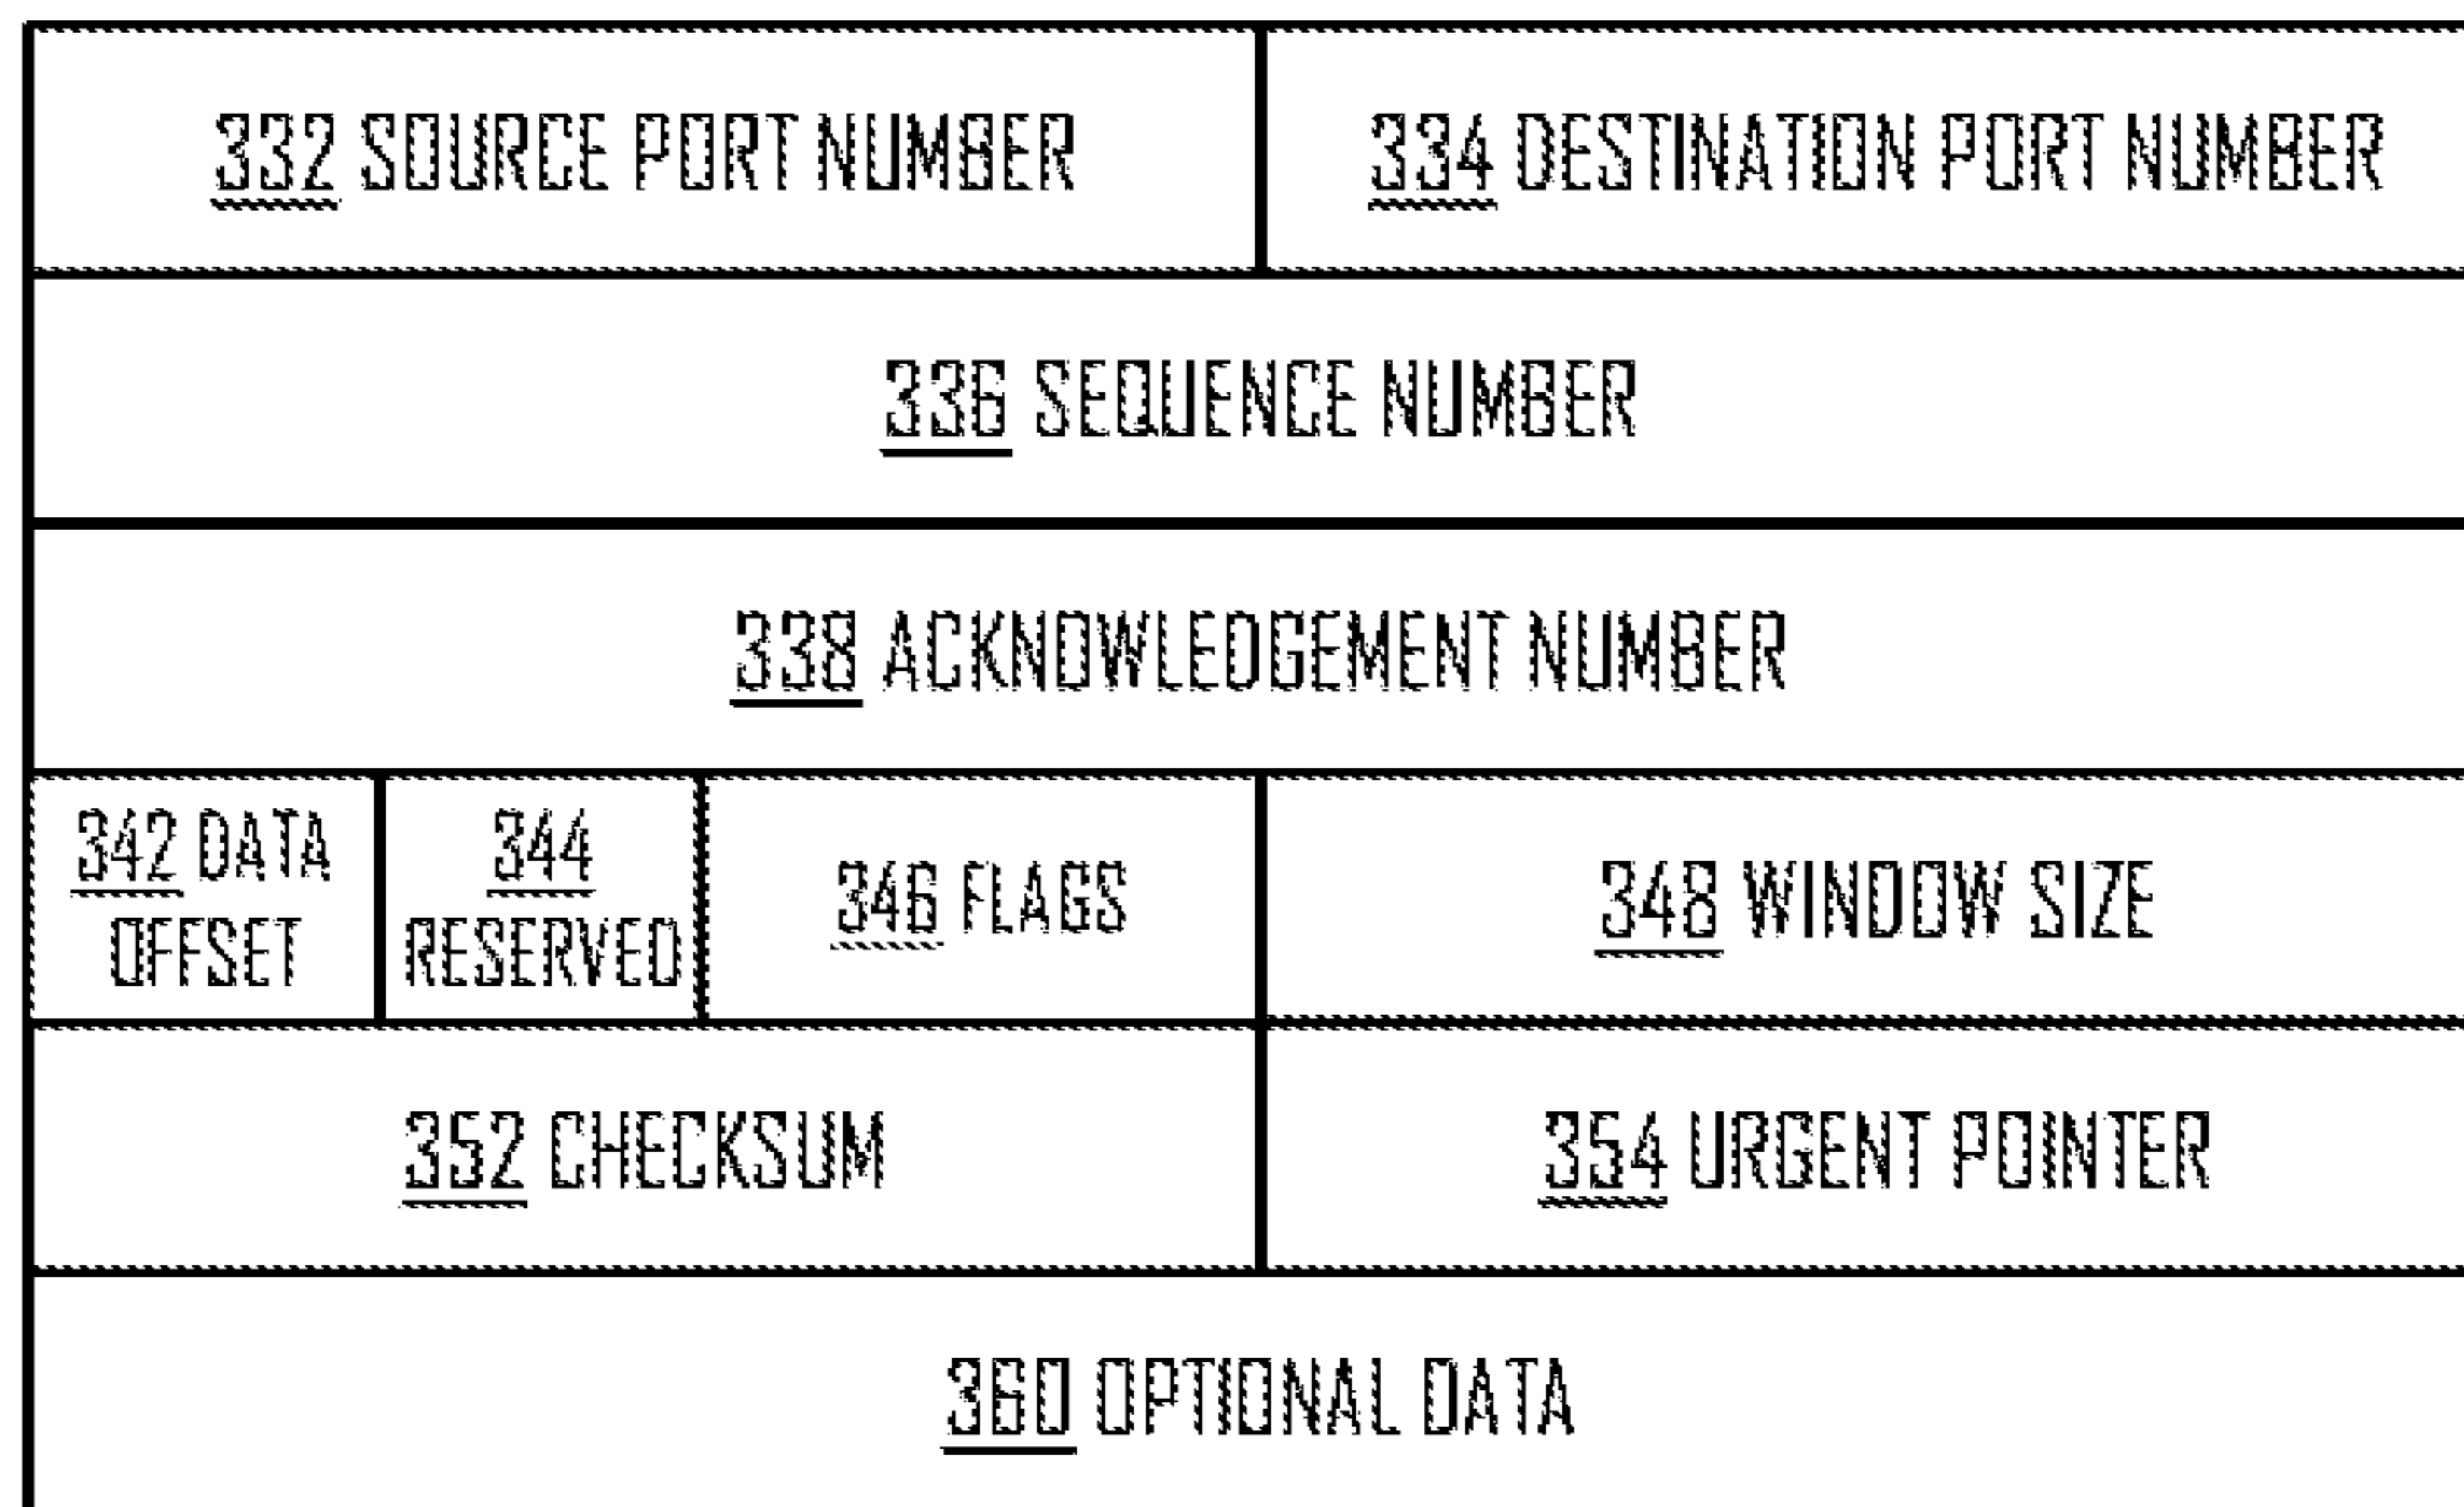 332 SOURCE PORT NUMBER
334 DESTINATION PORT NUMBER
336 SEQUENCE NUMBER
338 ACKNOWLEDGEMENT NUMBER
342 DATA
OFFSET
344
RESERVED
346 FLAGS
348 WINDOW SIZE
352 CHECKSUM
354 URGENT POINTER
360 OPTIONAL DATA